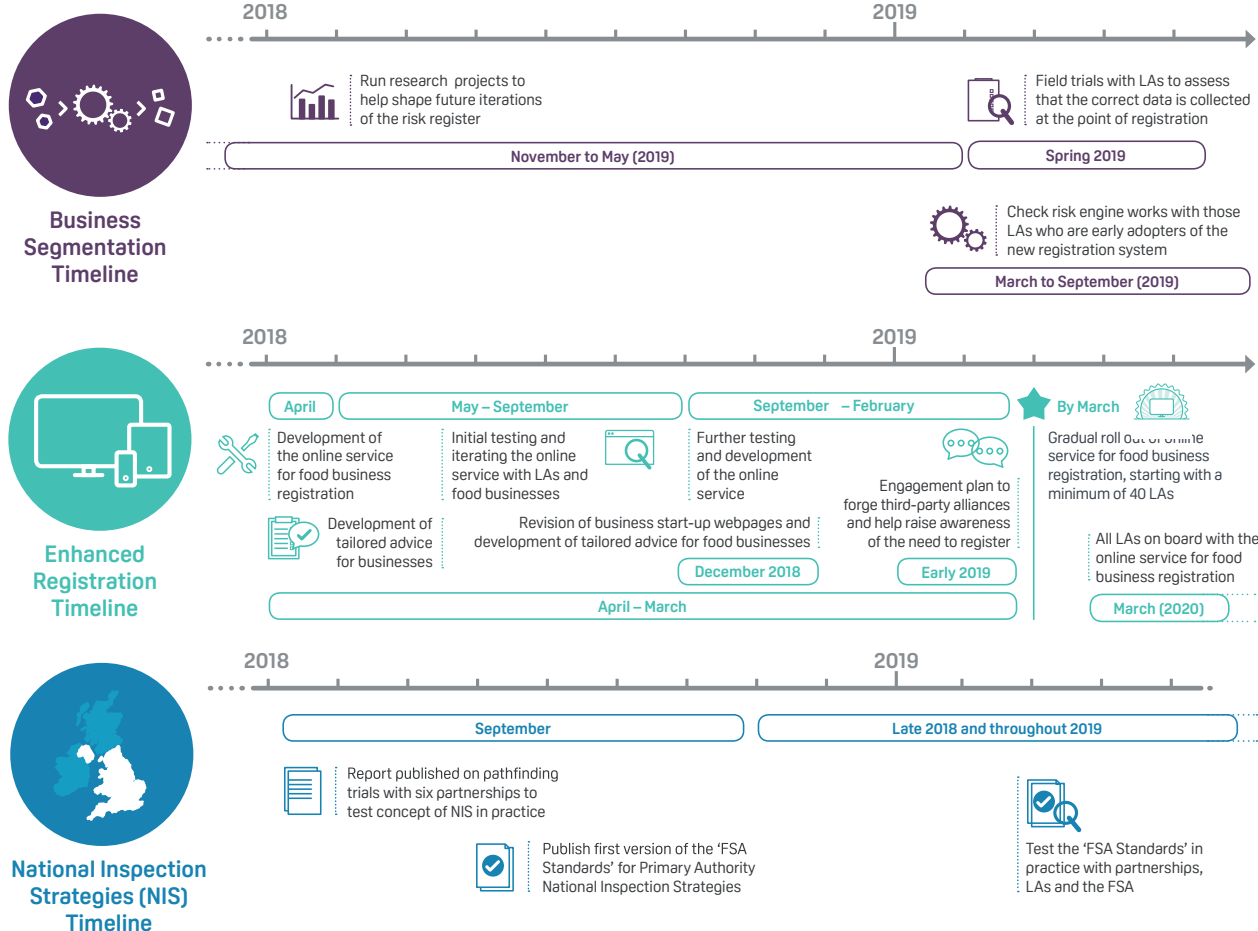 2018
2019
Run research projects to
help shape future iterations
of the risk register
Field trials with LAs to assess
that the correct data is collected
at the point of registration
November to May (2019)
Spring 2019
Business
Segmentation
Timeline
Check risk engine works with those
LAs who are early adopters of the
new registration system
March to September (2019)
2018
2019
April
May – September
September – February
By March
Development of
the online service
for food business
registration
Initial testing and
iterating the online
service with LAs and
food businesses
Further testing
and development
of the online
service
Gradual roll out of online
service for food business
registration, starting with a
minimum of 40 LAs
Engagement plan to
forge third-party alliances
and help raise awareness
of the need to register
Development of
tailored advice
for businesses
Revision of business start-up webpages and
development of tailored advice for food businesses
All LAs on board with the
online service for food
business registration
Enhanced
Registration
Timeline
December 2018
Early 2019
April – March
March (2020)
2018
2019
September
Late 2018 and throughout 2019
Report published on pathfinding
trials with six partnerships to
test concept of NIS in practice
Publish first version of the ‘FSA
Standards’ for Primary Authority
National Inspection Strategies
Test the ‘FSA Standards’ in
practice with partnerships,
LAs and the FSA
National Inspection
Strategies (NIS)
Timeline